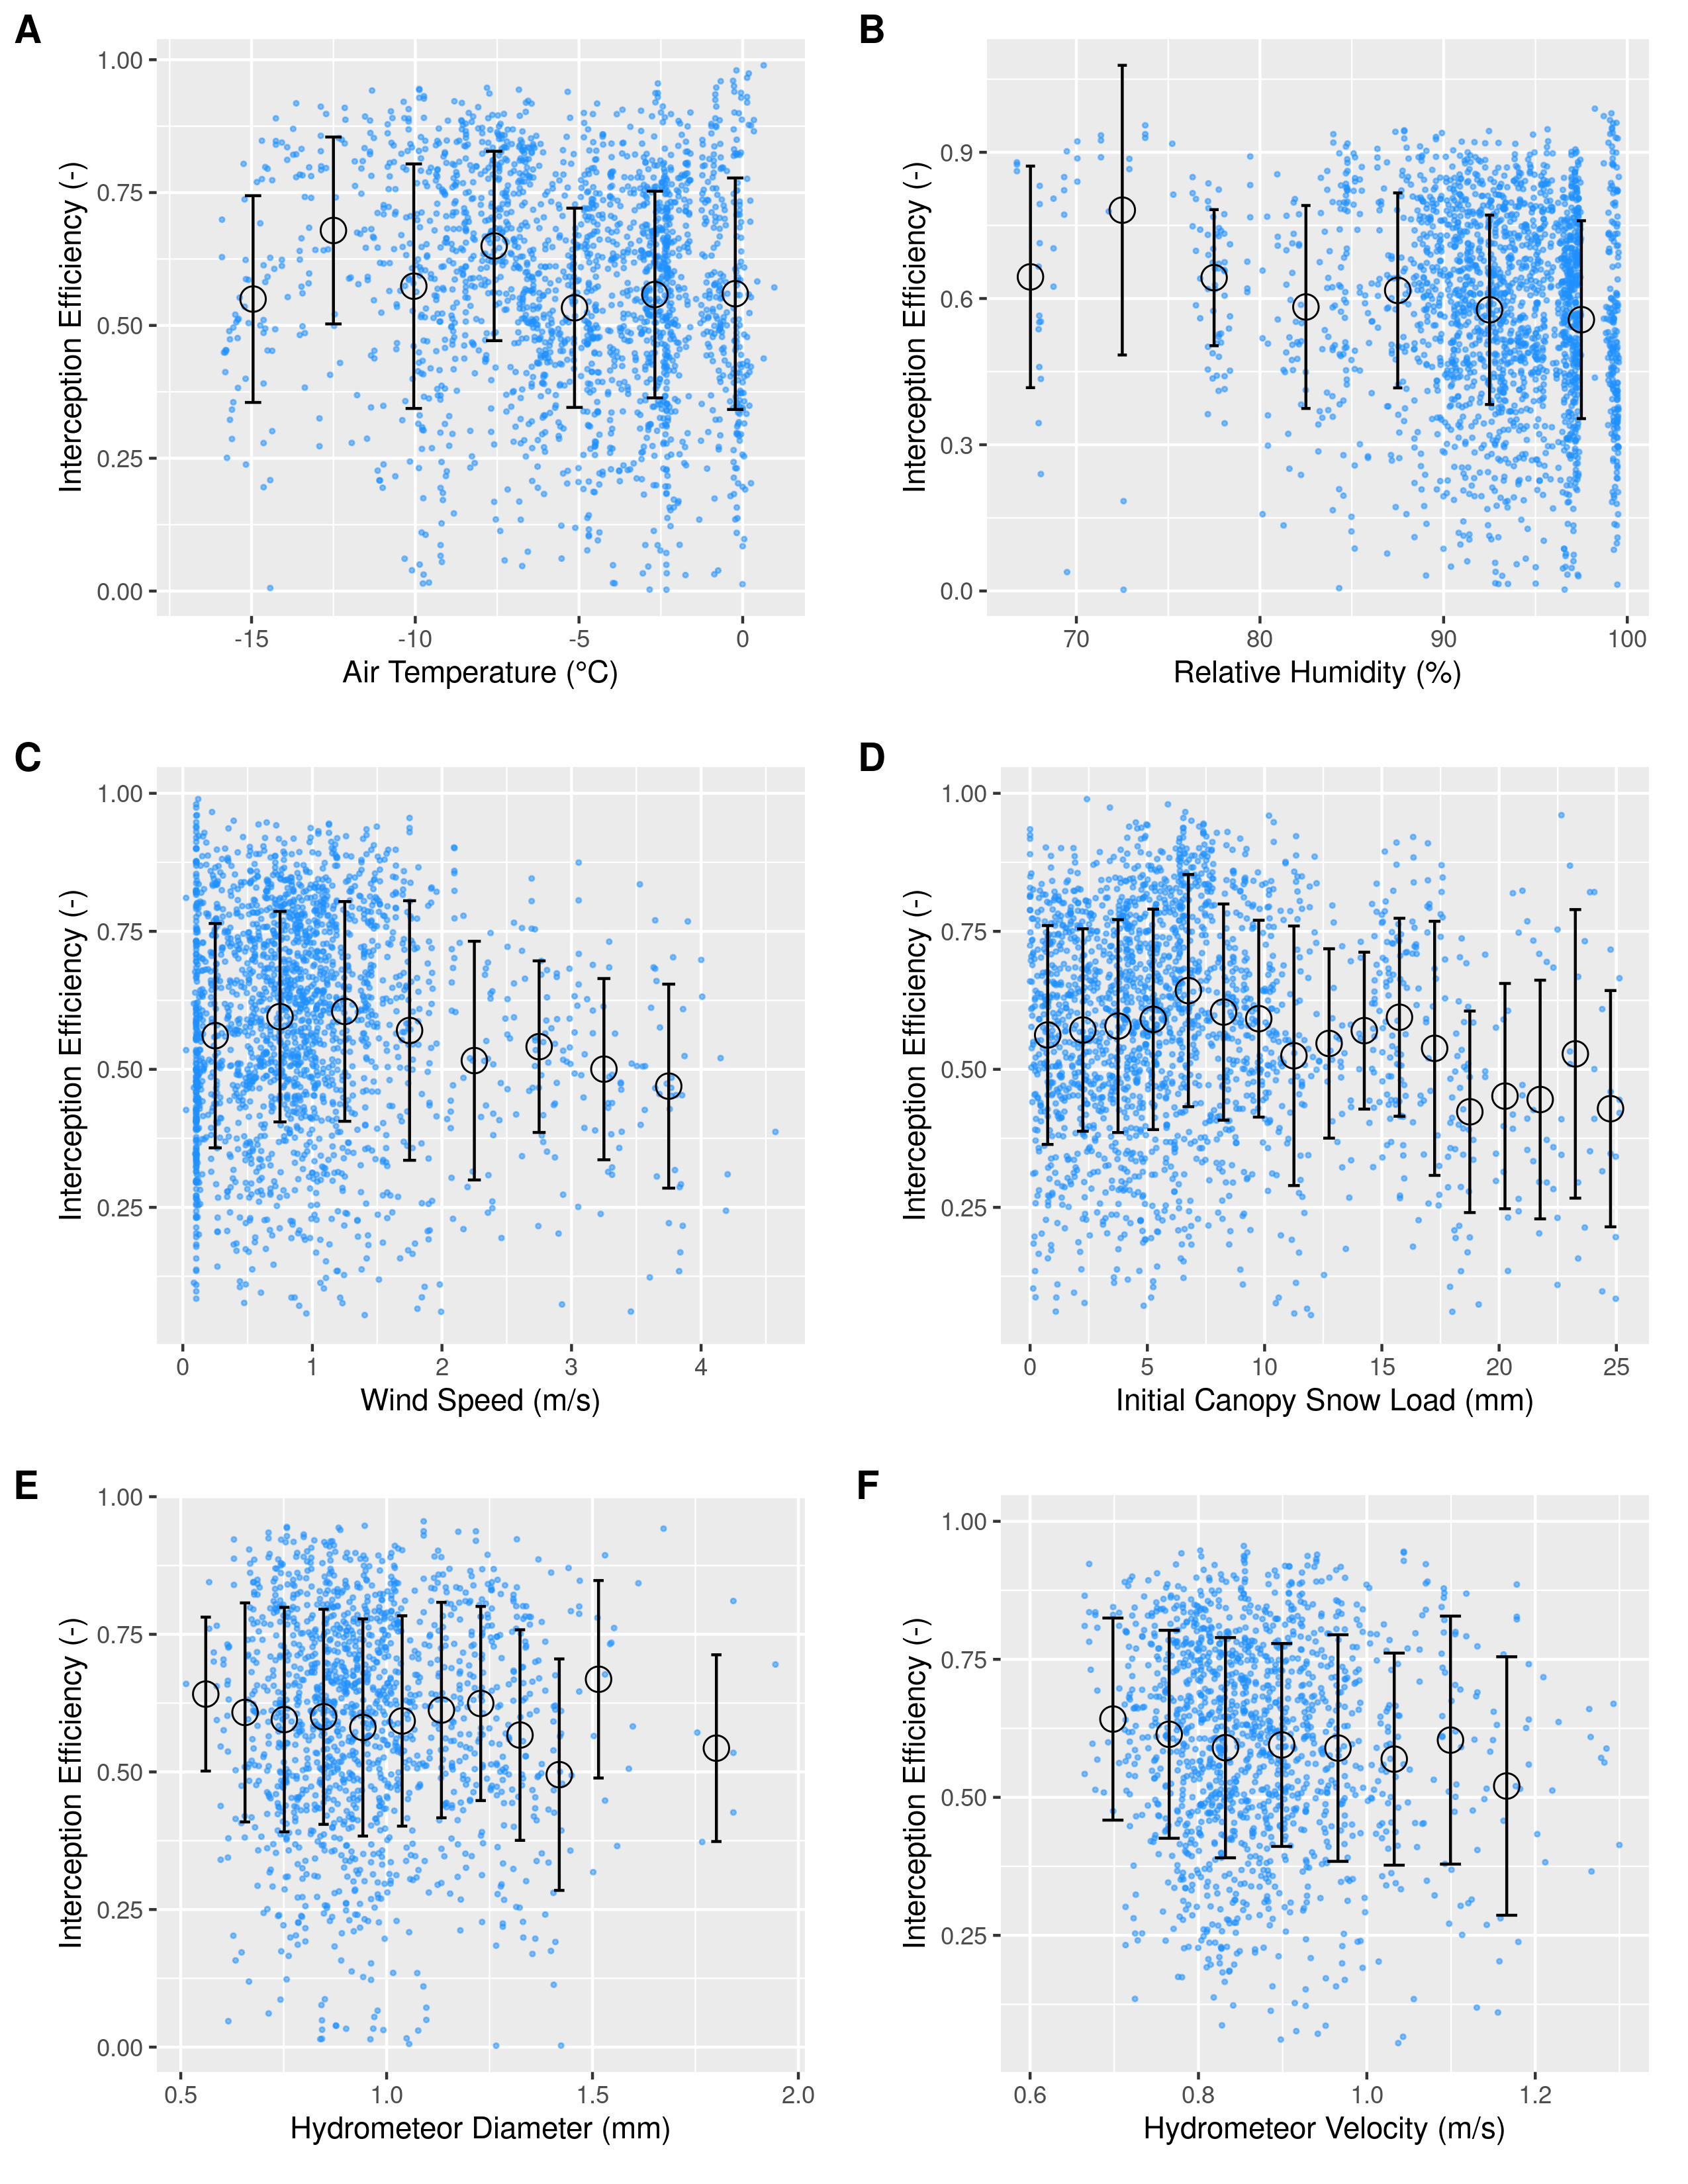 A
Interception Efficiency (-)
1.00
0.75
0.50
0.25
0.00
-15 -10 -5 0
Air Temperature (°C)
B
Interception Efficiency (-)
0.9
0.6
0.3
0.0
70 80 90 100
Relative Humidity (%)
C
Interception Efficiency (-)
1.00
0.75
0.50
0.25
0 1 2 3 4
Wind Speed (m/s)
D
Interception Efficiency (-)
1.00
0.75
0.50
0.25
0 5 10 15 20 25
Initial Canopy Snow Load (mm)
E
Interception Efficiency (-)
1.00
0.75
0.50
0.25
0.00
0.5 1.0 1.5 2.0
Hydrometeor Diameter (mm)
F
Interception Efficiency (-)
1.00
0.75
0.50
0.25
0.6 0.8 1.0 1.2
Hydrometeor Velocity (m/s)